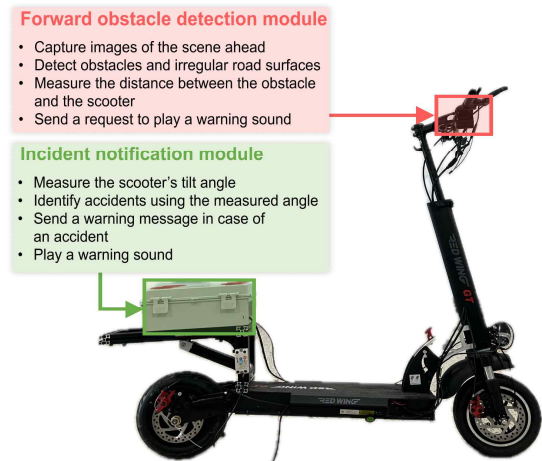 Forward obstacle detection module
• Capture images of the scene ahead
• Detect obstacles and irregular road surfaces
• Measure the distance between the obstacle
and the scooter
• Send a request to play a warning sound
Incident notification module
• Measure the scooter's tilt angle
• Identify accidents using the measured angle
• Send a warning message in case of
an accident
• Play a warning sound
RED WING GT
RED WING
RED WING